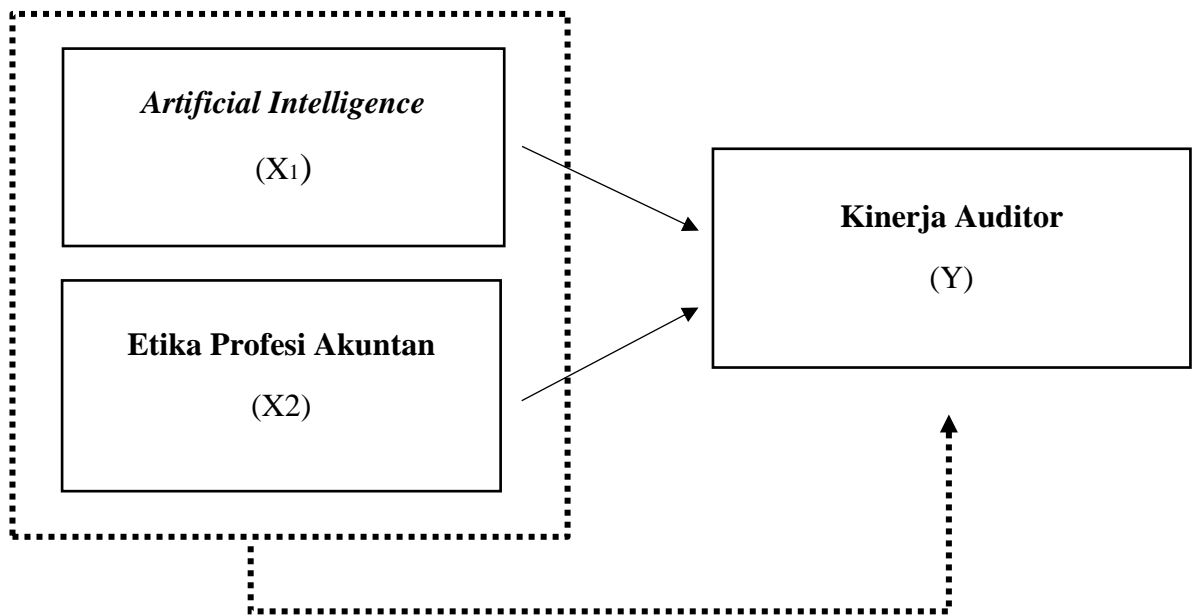 Artificial Intelligence
(X1)
Kinerja Auditor
(Y)
Etika Profesi Akuntan
(X2)